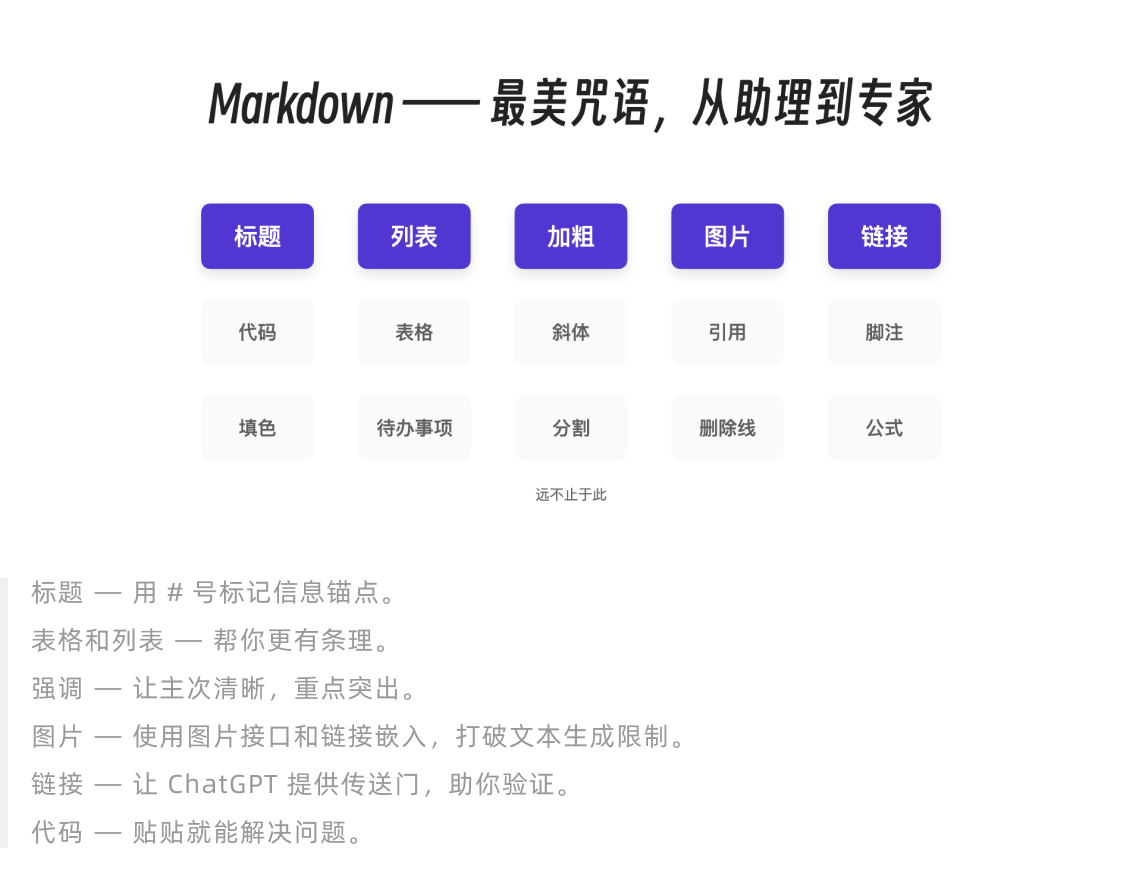 Markdown —— 最美咒语，从助理到专家
标题 列表 加粗 图片 链接
代码 表格 斜体 引用 脚注
填色 待办事项 分割 删除线 公式
远不止于此
标题 — 用 # 号标记信息锚点。
表格和列表 — 帮你更有条理。
强调 — 让主次清晰，重点突出。
图片 — 使用图片接口和链接嵌入，打破文本生成限制。
链接 — 让 ChatGPT 提供传送门，助你验证。
代码 — 贴贴就能解决问题。